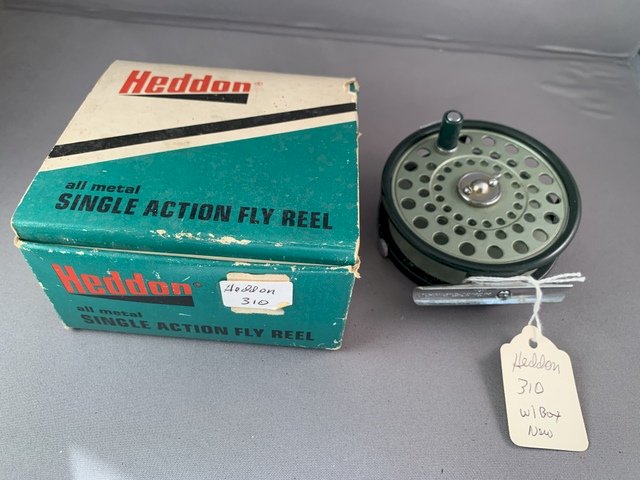 Heddon®
all metal
SINGLE ACTION FLY REEL
Heddon®
all metal
SINGLE ACTION FLY REEL
Heddon
310
Heddon
310
W/Box
New